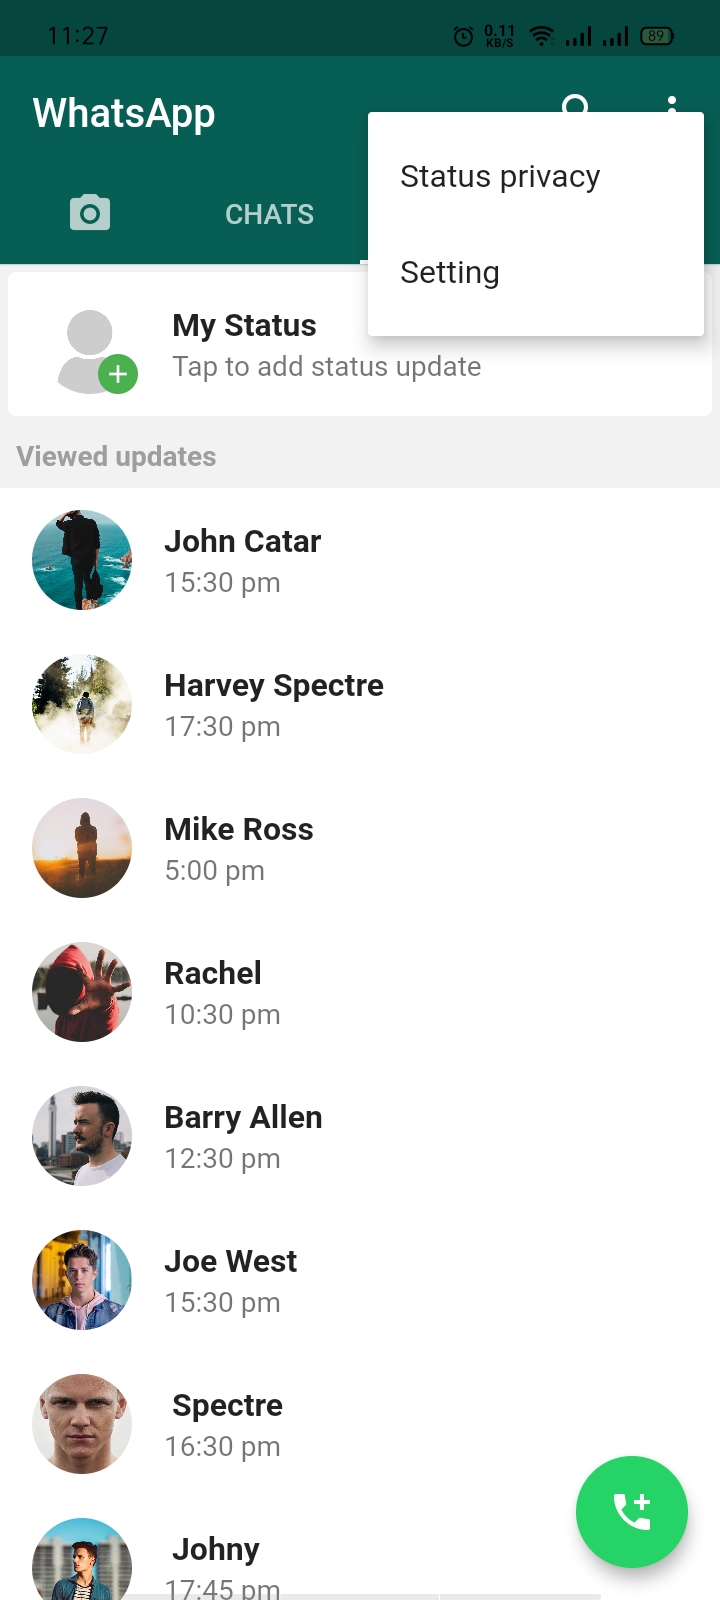 11:27
0.11
KB/S
89
WhatsApp
Status privacy
CHATS
Setting
My Status
Tap to add status update
Viewed updates
John Catar
15:30 pm
Harvey Spectre
17:30 pm
Mike Ross
5:00 pm
Rachel
10:30 pm
Barry Allen
12:30 pm
Joe West
15:30 pm
Spectre
16:30 pm
Johny
17:45 pm